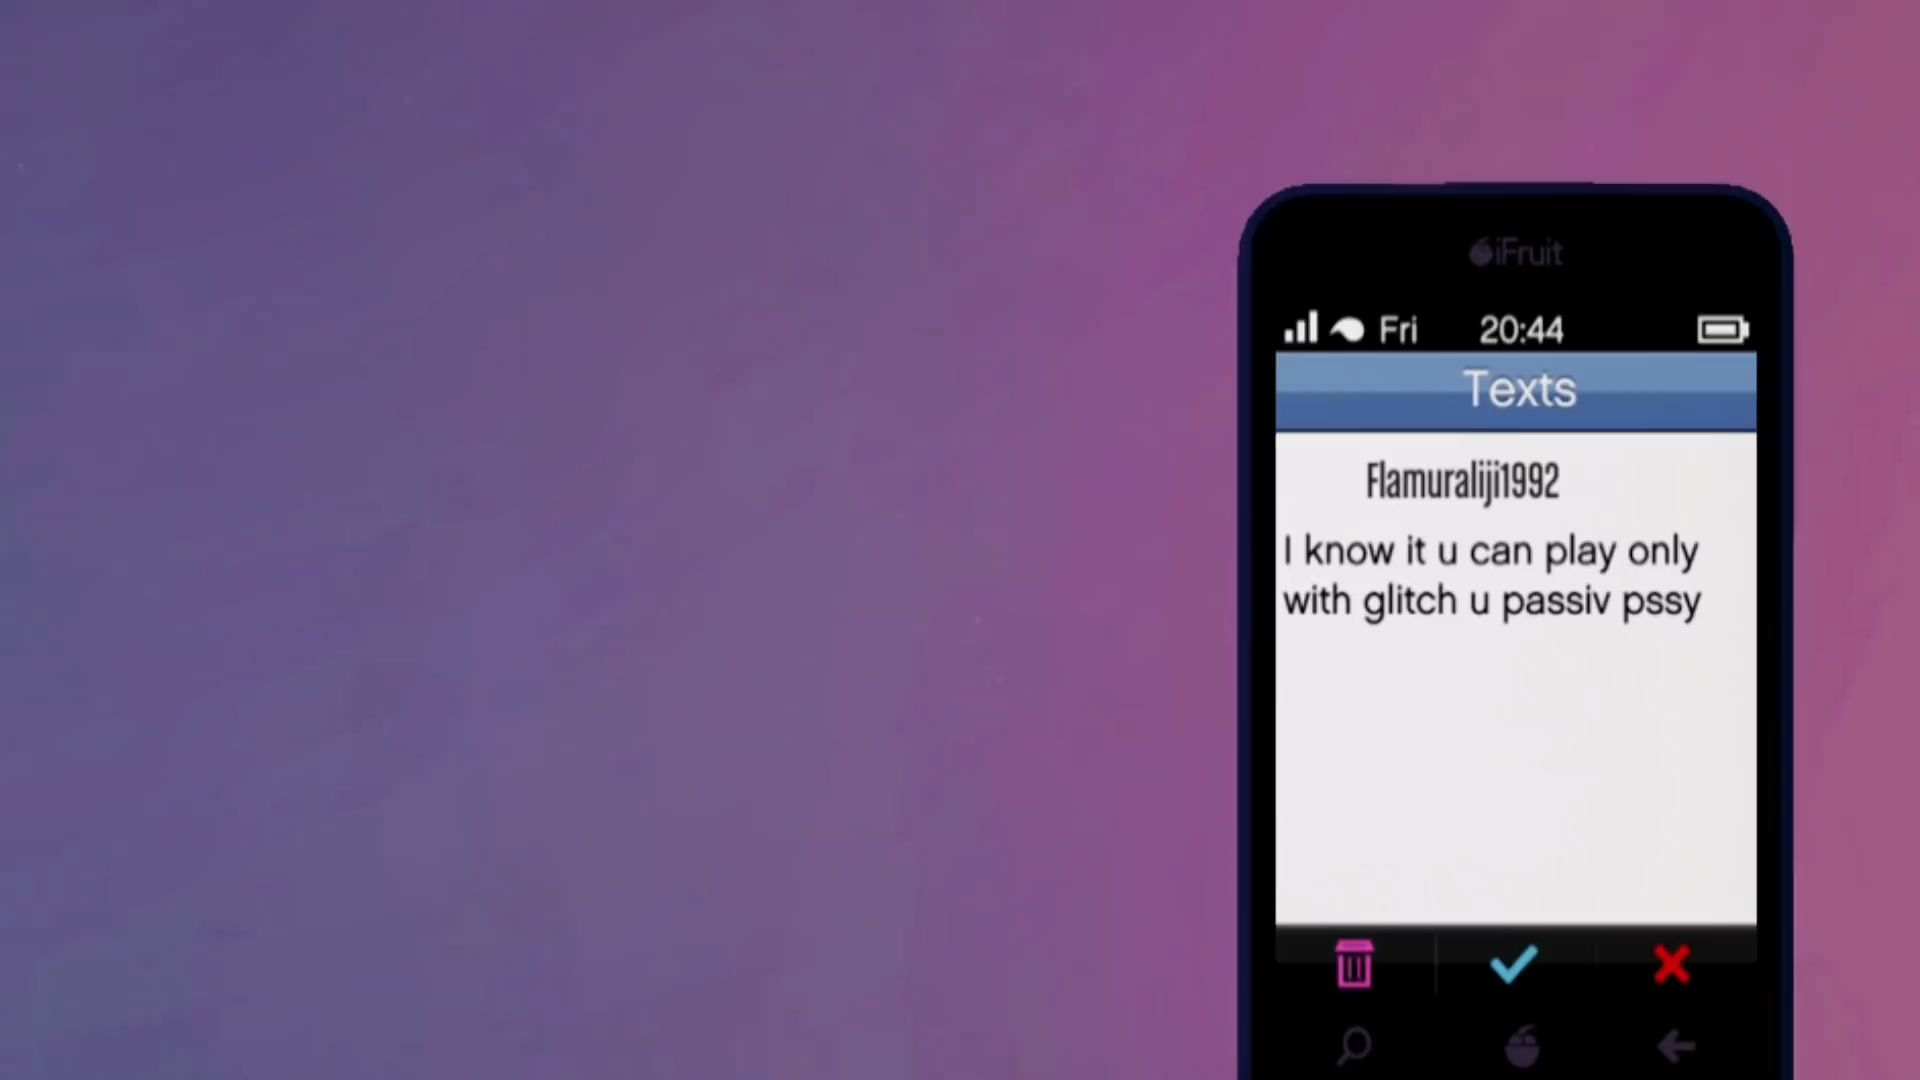 iFruit
Fri 20:44
Texts
Flamuraliji1992
I know it u can play only
with glitch u passiv pssy